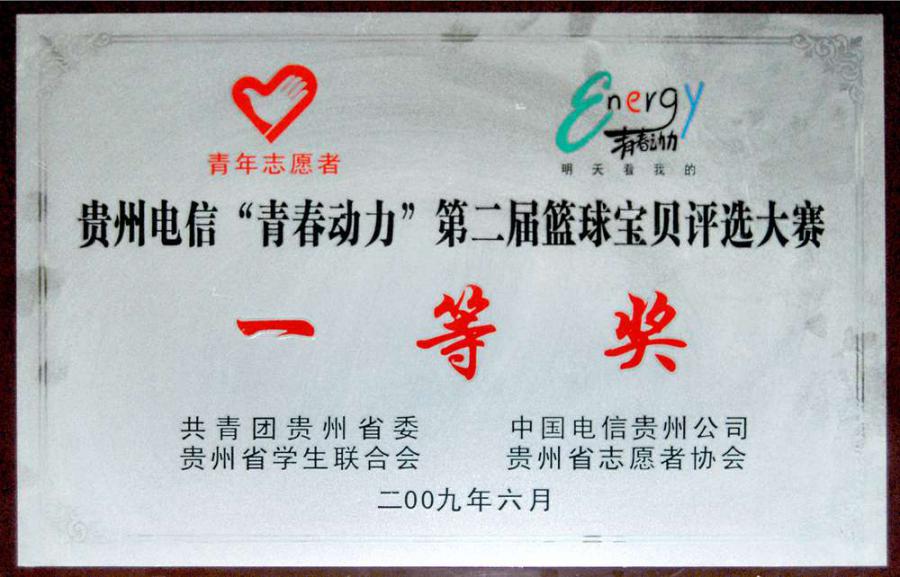 青年志愿者
Energy
青春动力
明天看我的
贵州电信“青春动力”第二届篮球宝贝评选大赛
一等奖
共青团贵州省委 中国电信贵州公司
贵州省学生联合会 贵州省志愿者协会
二00九年六月